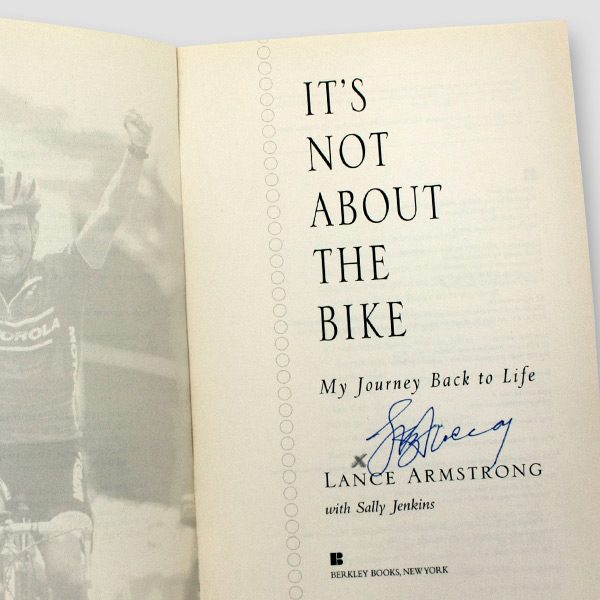 IT'S
NOT
ABOUT
THE
BIKE
My Journey Back to Life
x
LANCE ARMSTRONG
with Sally Jenkins
B
BERKLEY BOOKS, NEW YORK
MOTOROLA